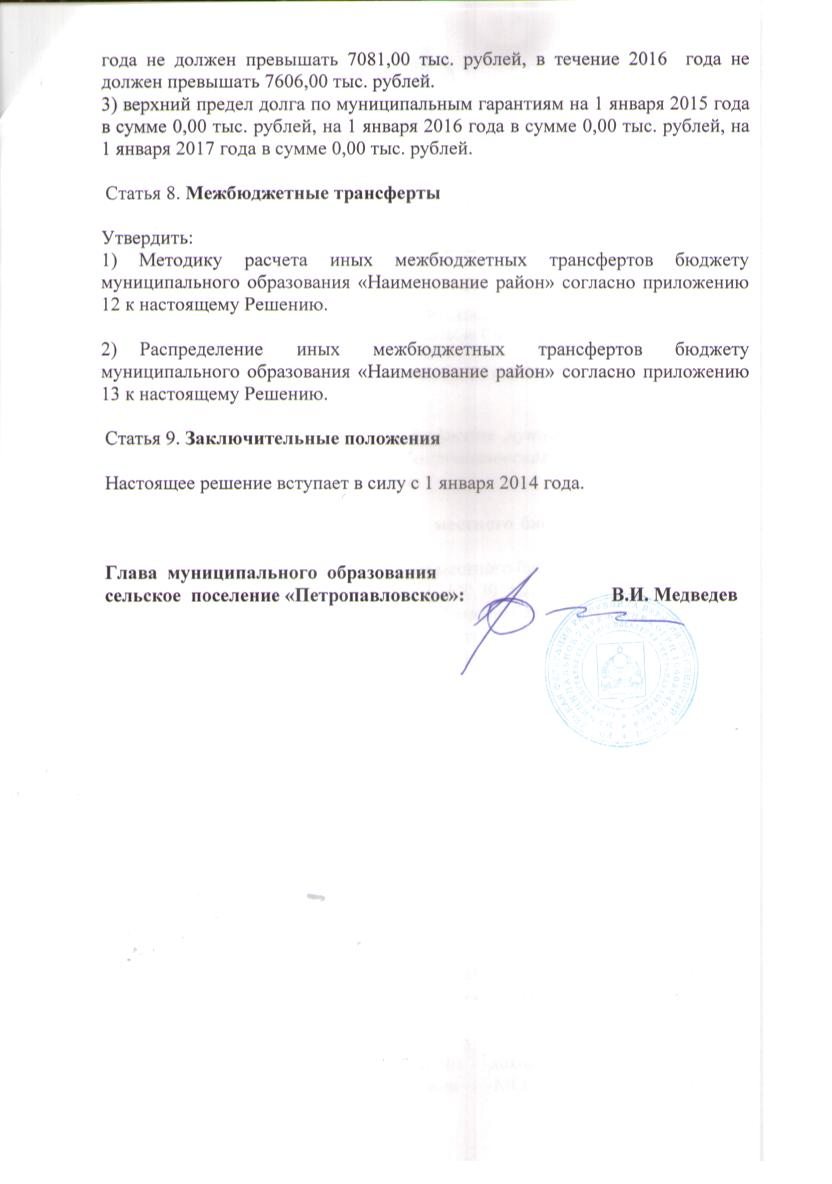 года не должен превышать 7081,00 тыс. рублей, в течение 2016 года не
должен превышать 7606,00 тыс. рублей.
3) верхний предел долга по муниципальным гарантиям на 1 января 2015 года
в сумме 0,00 тыс. рублей, на 1 января 2016 года в сумме 0,00 тыс. рублей, на
1 января 2017 года в сумме 0,00 тыс. рублей.
Статья 8. Межбюджетные трансферты
Утвердить:
1) Методику расчета иных межбюджетных трансфертов бюджету
муниципального образования «Наименование район» согласно приложению
12 к настоящему Решению.
2) Распределение иных межбюджетных трансфертов бюджету
муниципального образования «Наименование район» согласно приложению
13 к настоящему Решению.
Статья 9. Заключительные положения
Настоящее решение вступает в силу с 1 января 2014 года.
Глава муниципального образования
сельское поселение «Петропавловское»: В.И. Медведев